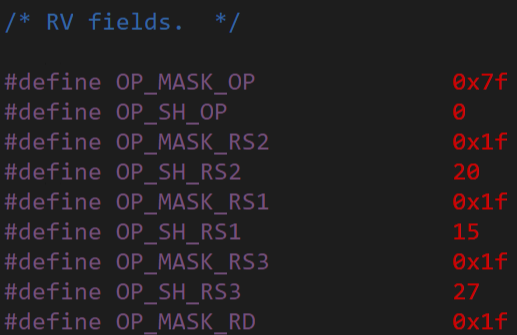 /* RV fields.  */
#define OP_MASK_OP 0x7f
#define OP_SH_OP 0
#define OP_MASK_RS2 0x1f
#define OP_SH_RS2 20
#define OP_MASK_RS1 0x1f
#define OP_SH_RS1 15
#define OP_MASK_RS3 0x1f
#define OP_SH_RS3 27
#define OP_MASK_RD 0x1f